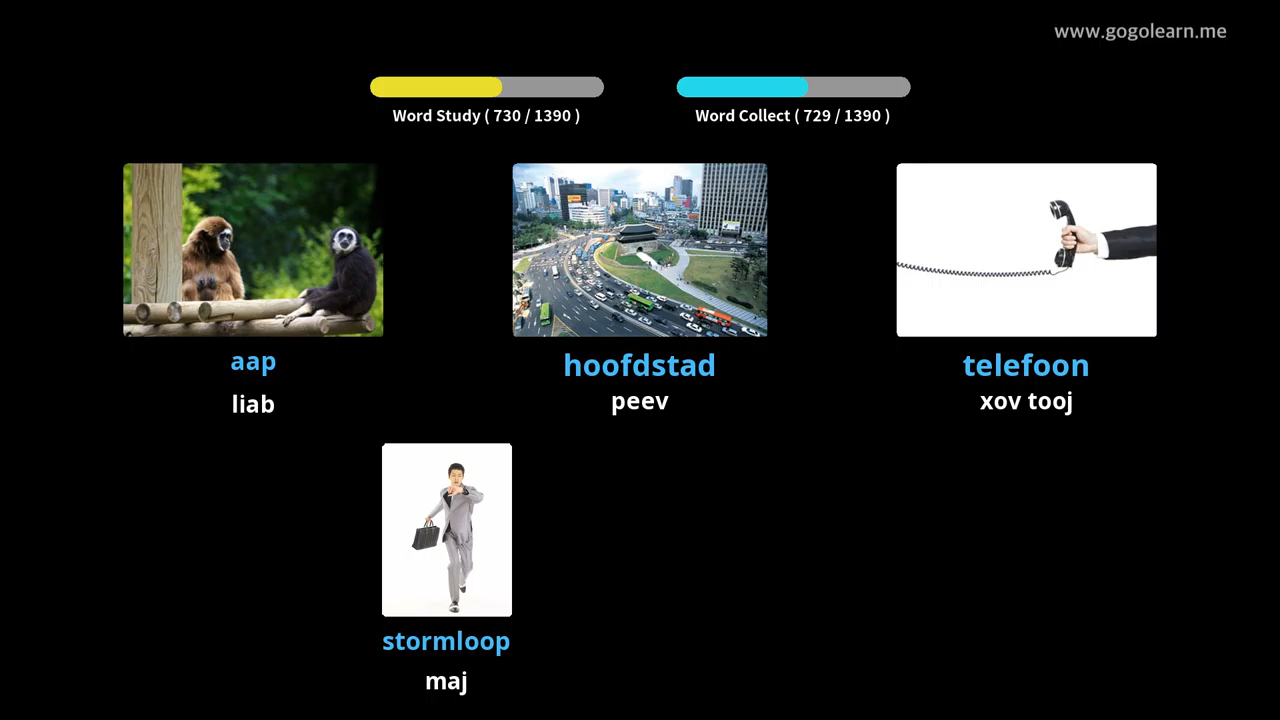 www.gogolearn.me
Word Study ( 730 / 1390 )
Word Collect ( 729 / 1390 )
aap
liab
hoofdstad
peev
telefoon
xov tooj
stormloop
maj